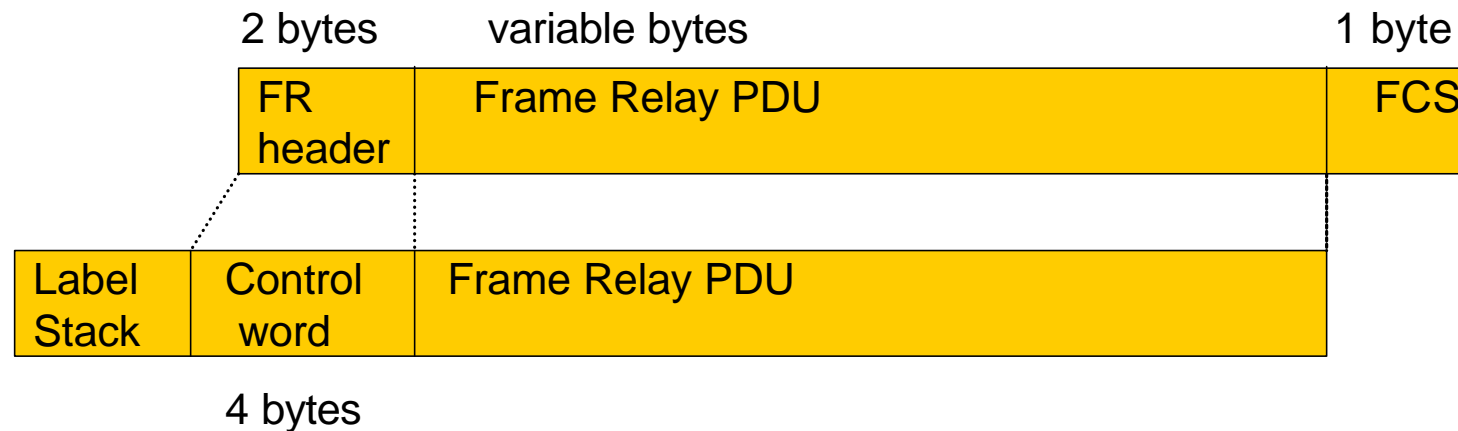 2 bytes variable bytes 1 byte
FR Frame Relay PDU FCS
header
Label Control Frame Relay PDU
Stack word
4 bytes